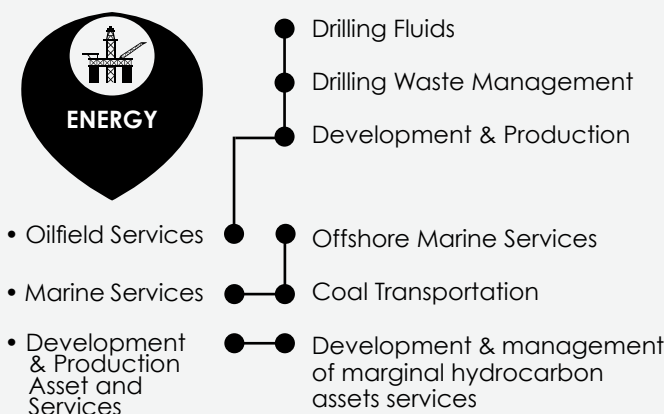 ENERGY
Drilling Fluids
Drilling Waste Management
Development & Production
• Oilfield Services
Offshore Marine Services
• Marine Services
Coal Transportation
• Development
& Production
Asset and
Services
Development & management
of marginal hydrocarbon
assets services